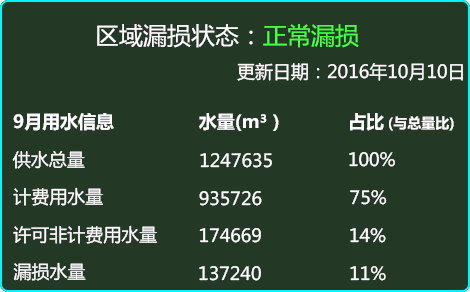 区域漏损状态：正常漏损
更新日期：2016年10月10日
9月用水信息 水量(m³ ) 占比 (与总量比)
供水总量 1247635 100%
计费用水量 935726 75%
许可非计费用水量 174669 14%
漏损水量 137240 11%